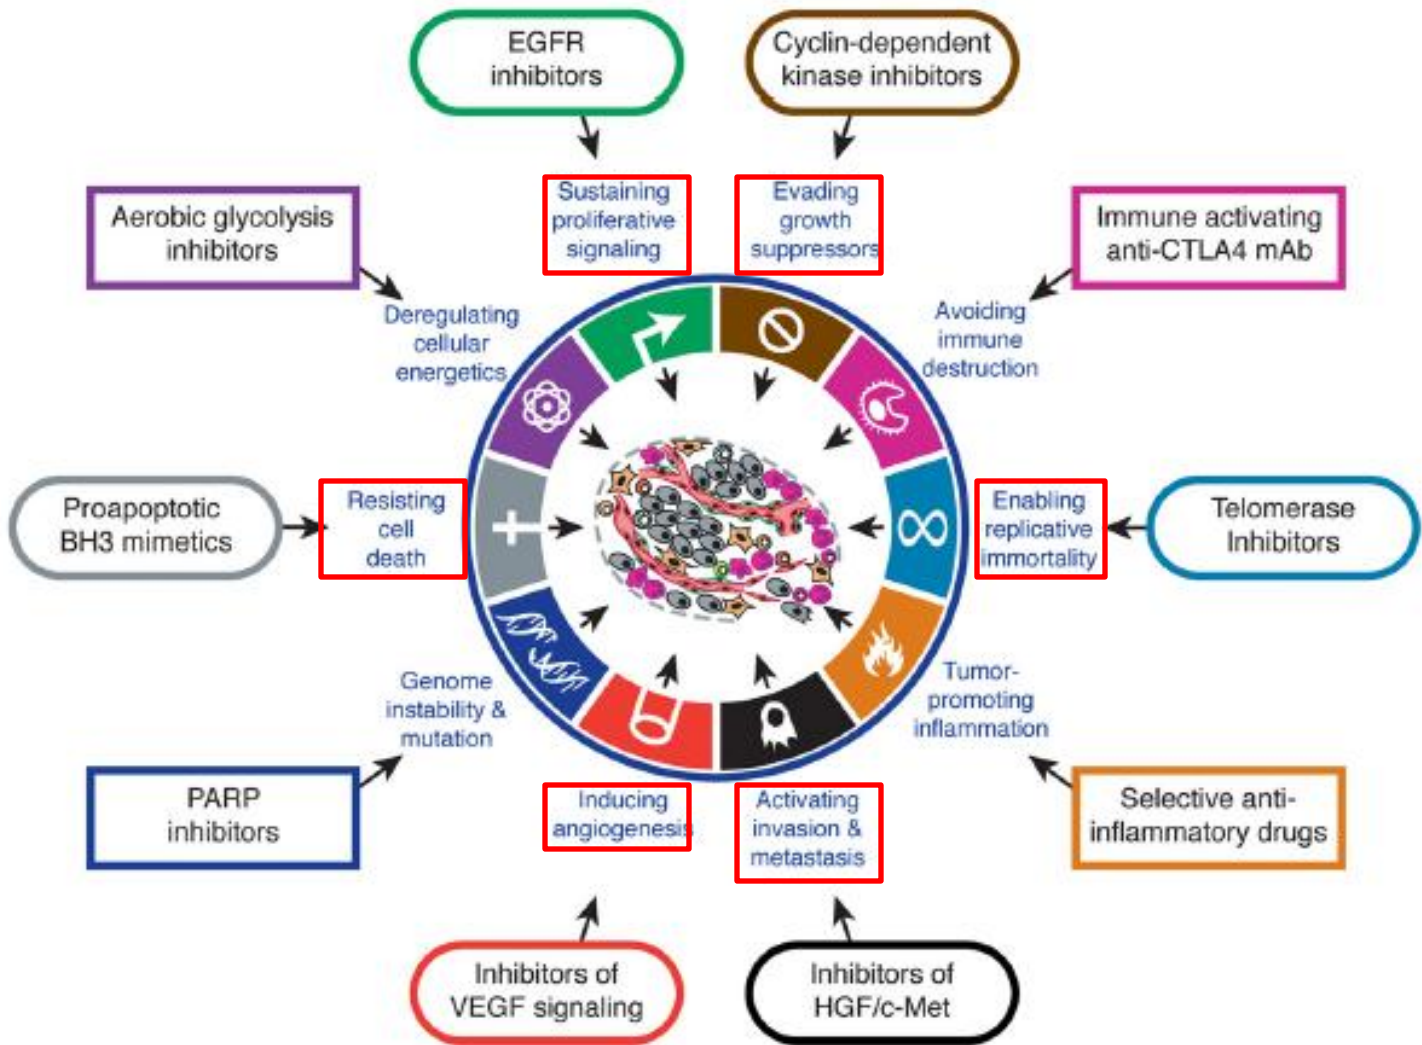 EGFR
inhibitors
Cyclin-dependent
kinase inhibitors
Sustaining
proliferative
signaling
Evading
growth
suppressors
Aerobic glycolysis
inhibitors
Immune activating
anti-CTLA4 mAb
Deregulating
cellular
energetics
Avoiding
immune
destruction
Proapoptotic
BH3 mimetics
Resisting
cell
death
Enabling
replicative
immortality
Telomerase
Inhibitors
Genome
instability &
mutation
Tumor-
promoting
inflammation
PARP
inhibitors
Inducing
angiogenesis
Activating
invasion &
metastasis
Selective anti-
inflammatory drugs
Inhibitors of
VEGF signaling
Inhibitors of
HGF/c-Met